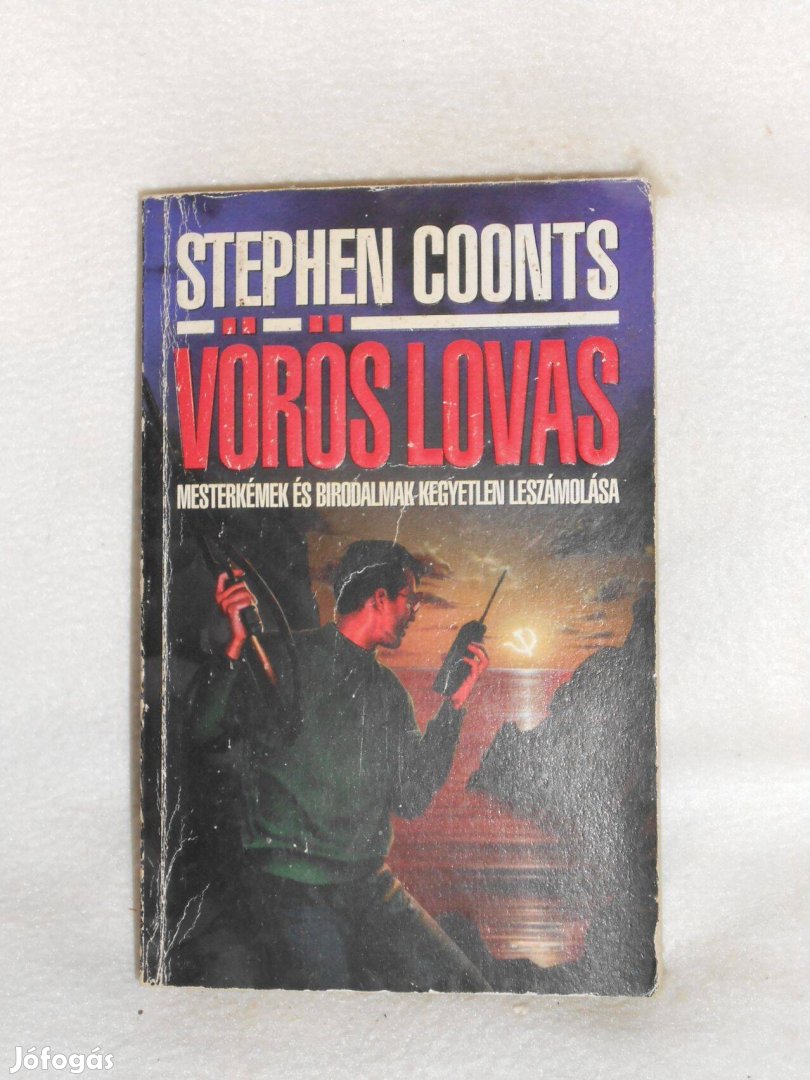 STEPHEN COONTS
VÖRÖS LOVAS
MESTERKÉMEK ÉS BIRODALMAK KEGYETLEN LESZÁMOLÁSA
Jófogás